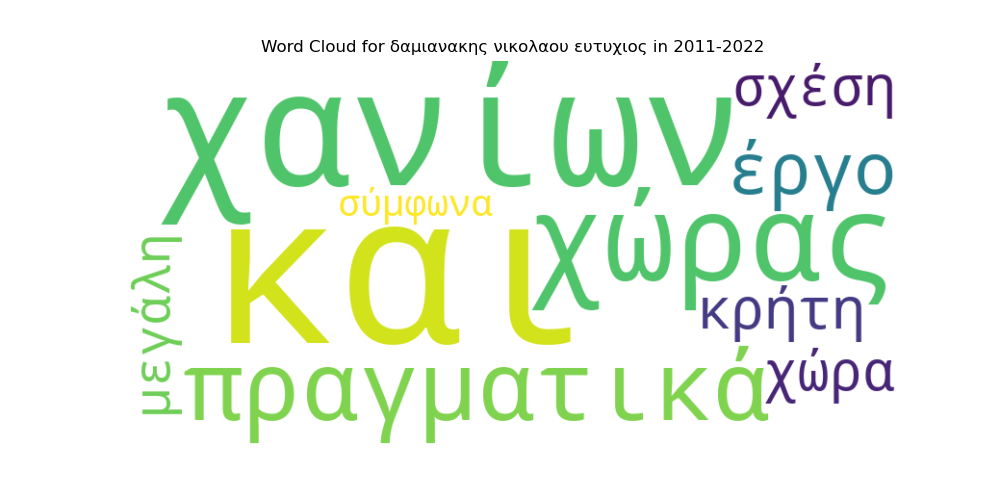 Word Cloud for δαμιανακης νικολαου ευτυχιος in 2011-2022
χανίων
σχέση
έργο
σύμφωνα
χώρας
και
μεγάλη
κρήτη
πραγματικά
χώρα